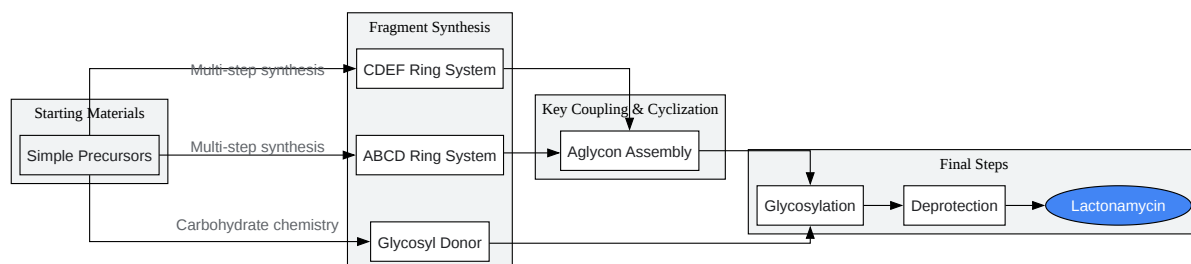 Fragment Synthesis
Multi-step synthesis
CDEF Ring System
Starting Materials
Key Coupling & Cyclization
Simple Precursors
Multi-step synthesis
ABCD Ring System
Aglycon Assembly
Final Steps
Glycosylation
Deprotection
Lactonamycin
Carbohydrate chemistry
Glycosyl Donor